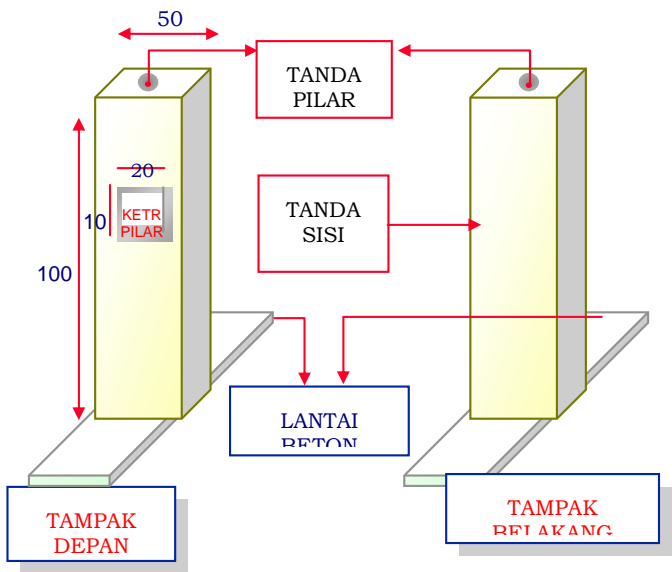 50
TANDA
PILAR
20
10
KETR
PILAR
TANDA
SISI
100
LANTAI
BETON
TAMPAK
DEPAN
TAMPAK
BELAKANG